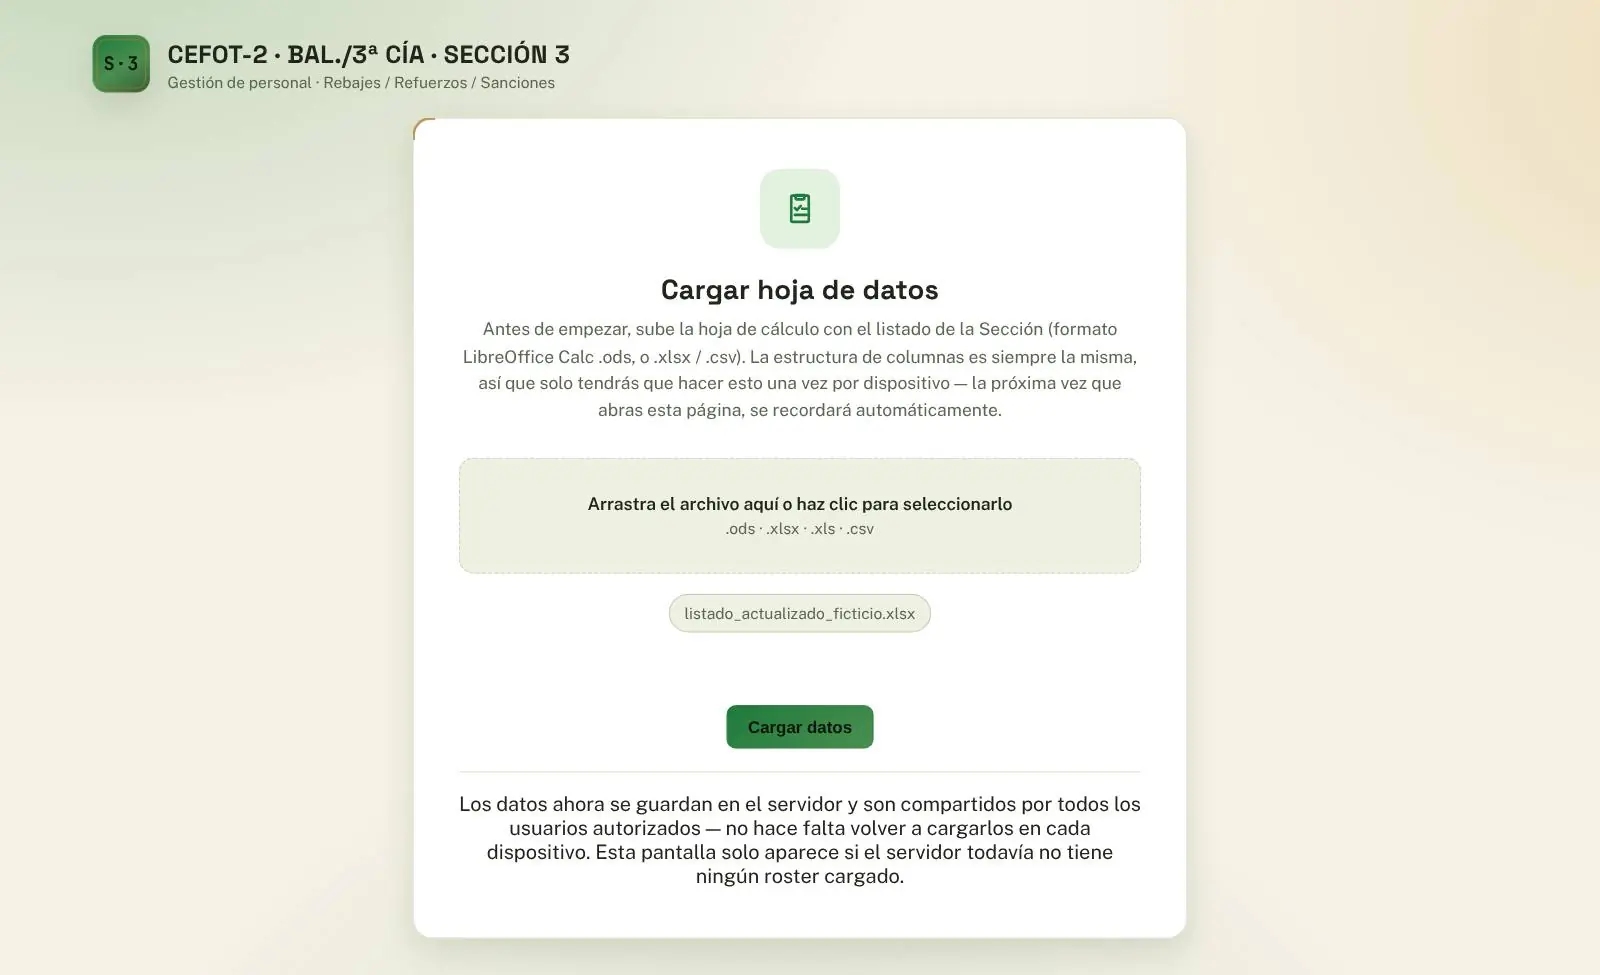 S·3
CEFOT-2 · BAL./3ª CÍA · SECCIÓN 3
Gestión de personal · Rebajes / Refuerzos / Sanciones
Cargar hoja de datos
Antes de empezar, sube la hoja de cálculo con el listado de la Sección (formato
LibreOffice Calc .ods, o .xlsx / .csv). La estructura de columnas es siempre la misma,
así que solo tendrás que hacer esto una vez por dispositivo — la próxima vez que
abras esta página, se recordará automáticamente.
Arrastra el archivo aquí o haz clic para seleccionarlo
.ods · .xlsx · .xls · .csv
listado_actualizado_ficticio.xlsx
Cargar datos
Los datos ahora se guardan en el servidor y son compartidos por todos los
usuarios autorizados — no hace falta volver a cargarlos en cada
dispositivo. Esta pantalla solo aparece si el servidor todavía no tiene
ningún roster cargado.